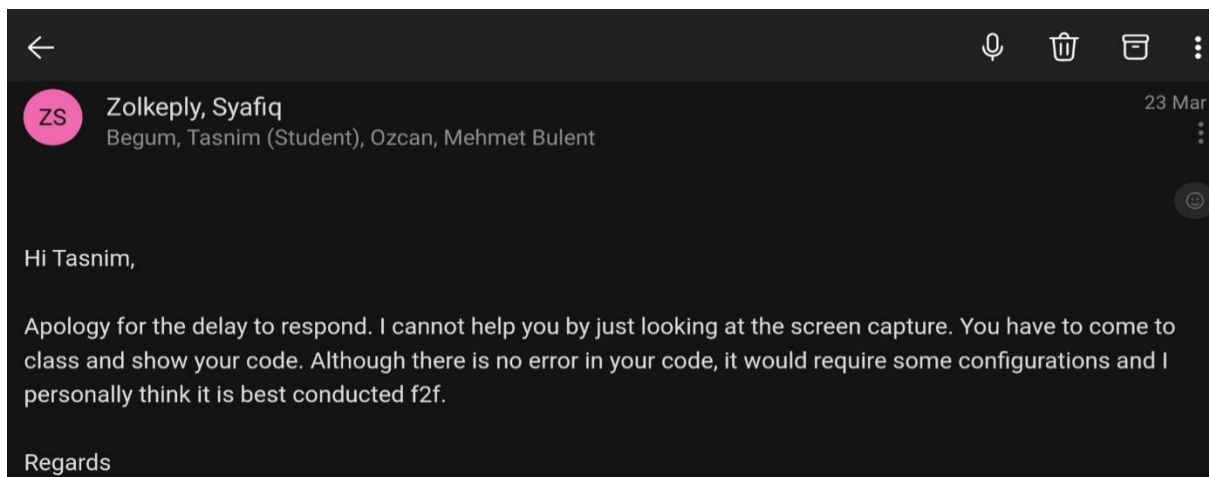 ZS
Zolkeply, Syafiq
23 Mar
Begum, Tasnim (Student), Ozcan, Mehmet Bulent
Hi Tasnim,
Apology for the delay to respond. I cannot help you by just looking at the screen capture. You have to come to
class and show your code. Although there is no error in your code, it would require some configurations and I
personally think it is best conducted f2f.
Regards